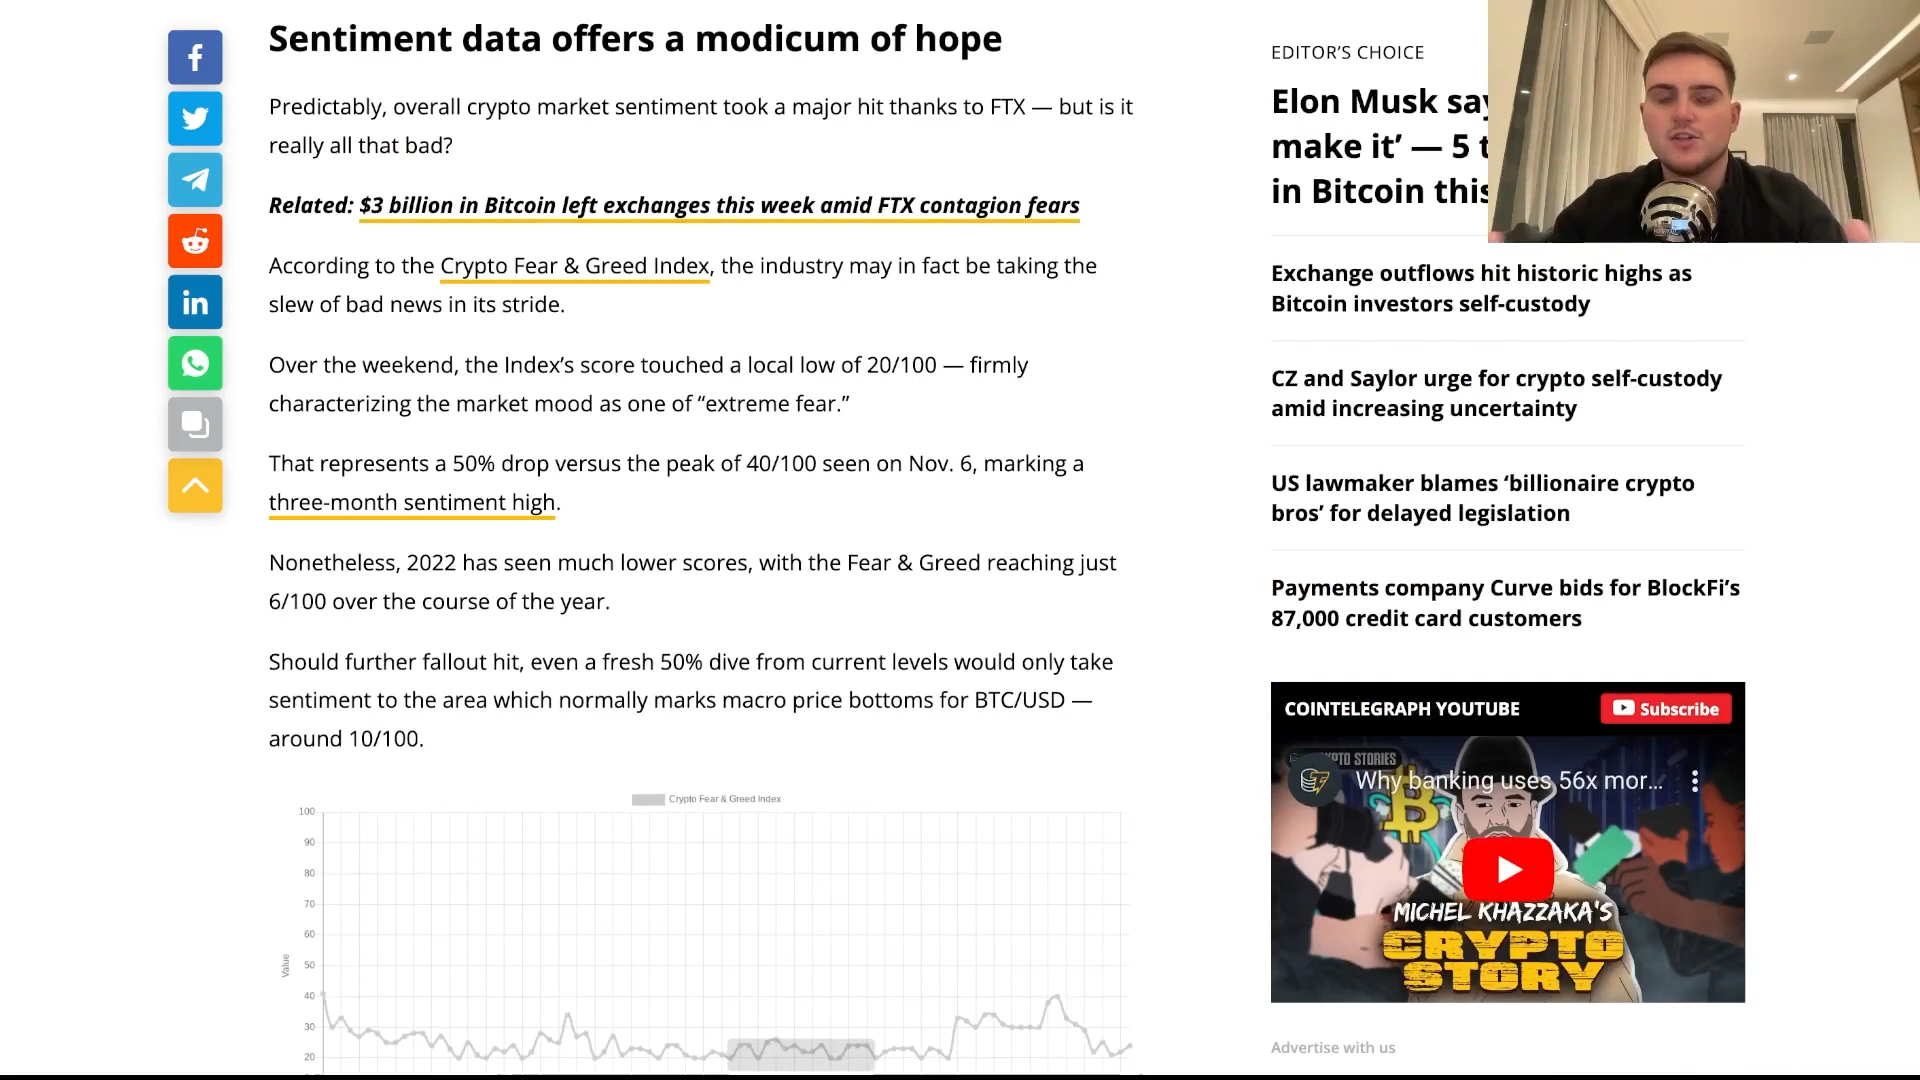 Sentiment data offers a modicum of hope
Predictably, overall crypto market sentiment took a major hit thanks to FTX — but is it
really all that bad?
Related: $3 billion in Bitcoin left exchanges this week amid FTX contagion fears
According to the Crypto Fear & Greed Index, the industry may in fact be taking the
slew of bad news in its stride.
Over the weekend, the Index’s score touched a local low of 20/100 — firmly
characterizing the market mood as one of “extreme fear.”
That represents a 50% drop versus the peak of 40/100 seen on Nov. 6, marking a
three-month sentiment high.
Nonetheless, 2022 has seen much lower scores, with the Fear & Greed reaching just
6/100 over the course of the year.
Should further fallout hit, even a fresh 50% dive from current levels would only take
sentiment to the area which normally marks macro price bottoms for BTC/USD —
around 10/100.
Crypto Fear & Greed Index
100
90
80
70
60
50
40
30
20
Value
EDITOR’S CHOICE
Elon Musk say
make it’ — 5 t
in Bitcoin this
Exchange outflows hit historic highs as
Bitcoin investors self-custody
CZ and Saylor urge for crypto self-custody
amid increasing uncertainty
US lawmaker blames ‘billionaire crypto
bros’ for delayed legislation
Payments company Curve bids for BlockFi’s
87,000 credit card customers
COINTELEGRAPH YOUTUBE
Subscribe
STORIES
Why banking uses 56x mor...
MICHEL KHAZZAKA'S
CRYPTO
STORY
Advertise with us